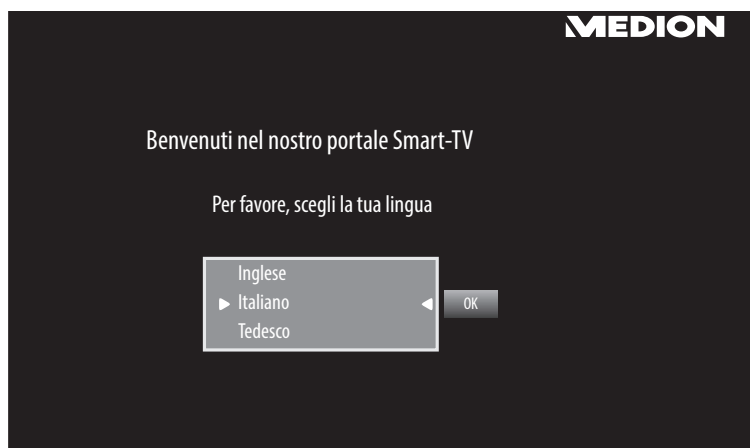 MEDION
Benvenuti nel nostro portale Smart-TV
Per favore, scegli la tua lingua
Inglese
Italiano
OK
Tedesco